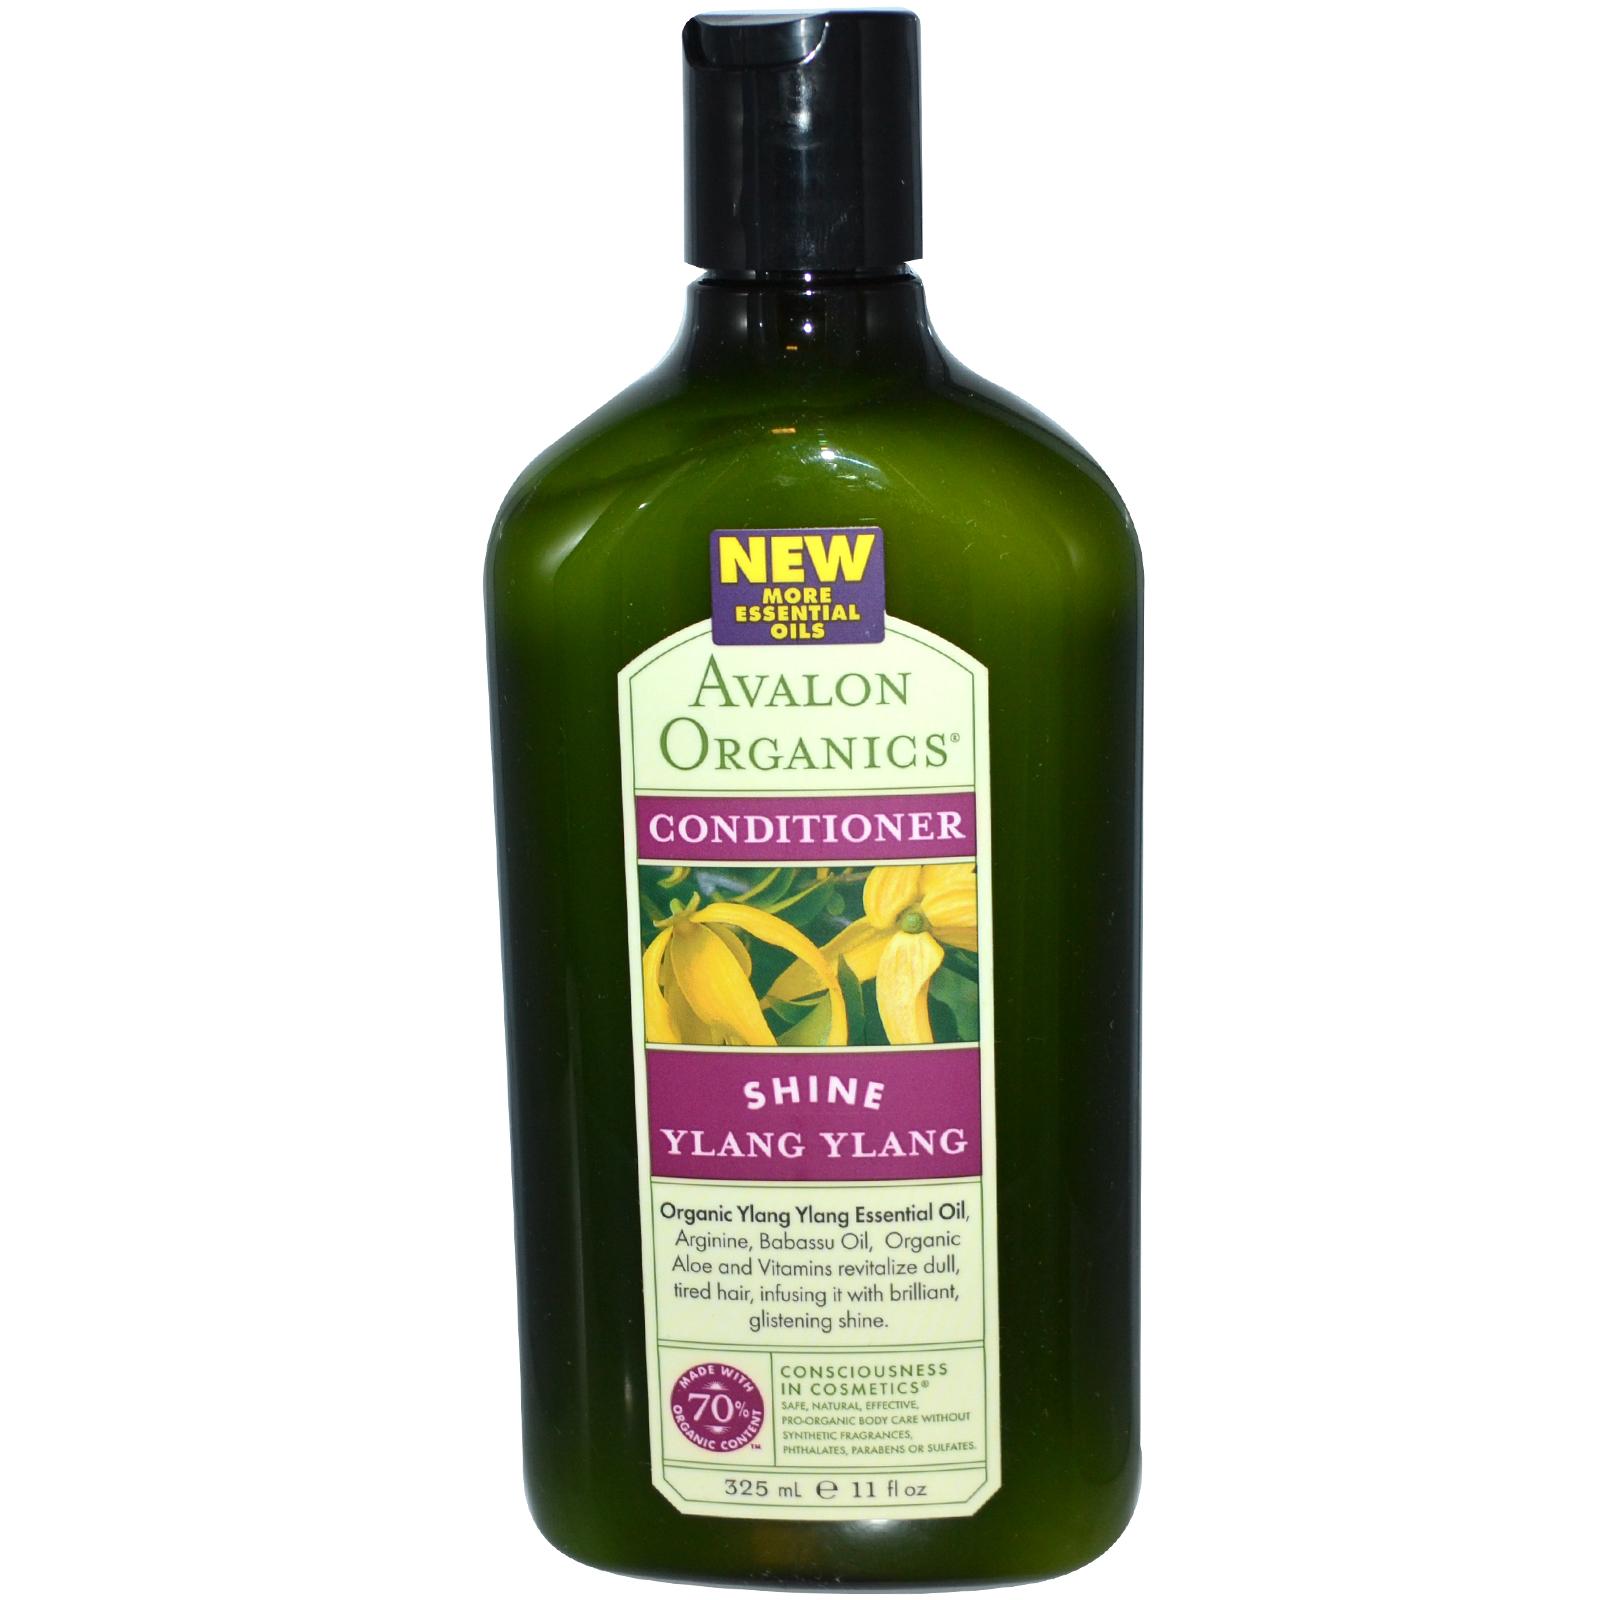 NEW
MORE
ESSENTIAL
OILS
AVALON
ORGANICS®
CONDITIONER
SHINE
YLANG YLANG
Organic Ylang Ylang Essential Oil,
Arginine, Babassu Oil, Organic
Aloe and Vitamins revitalize dull,
tired hair, infusing it with brilliant,
glistening shine.
MADE WITH
70%
ORGANIC CONTENT™
CONSCIOUSNESS
IN COSMETICS®
SAFE, NATURAL, EFFECTIVE,
PRO-ORGANIC BODY CARE WITHOUT
SYNTHETIC FRAGRANCES,
PHTHALATES, PARABENS OR SULFATES.
325 mL ℮ 11 fl oz